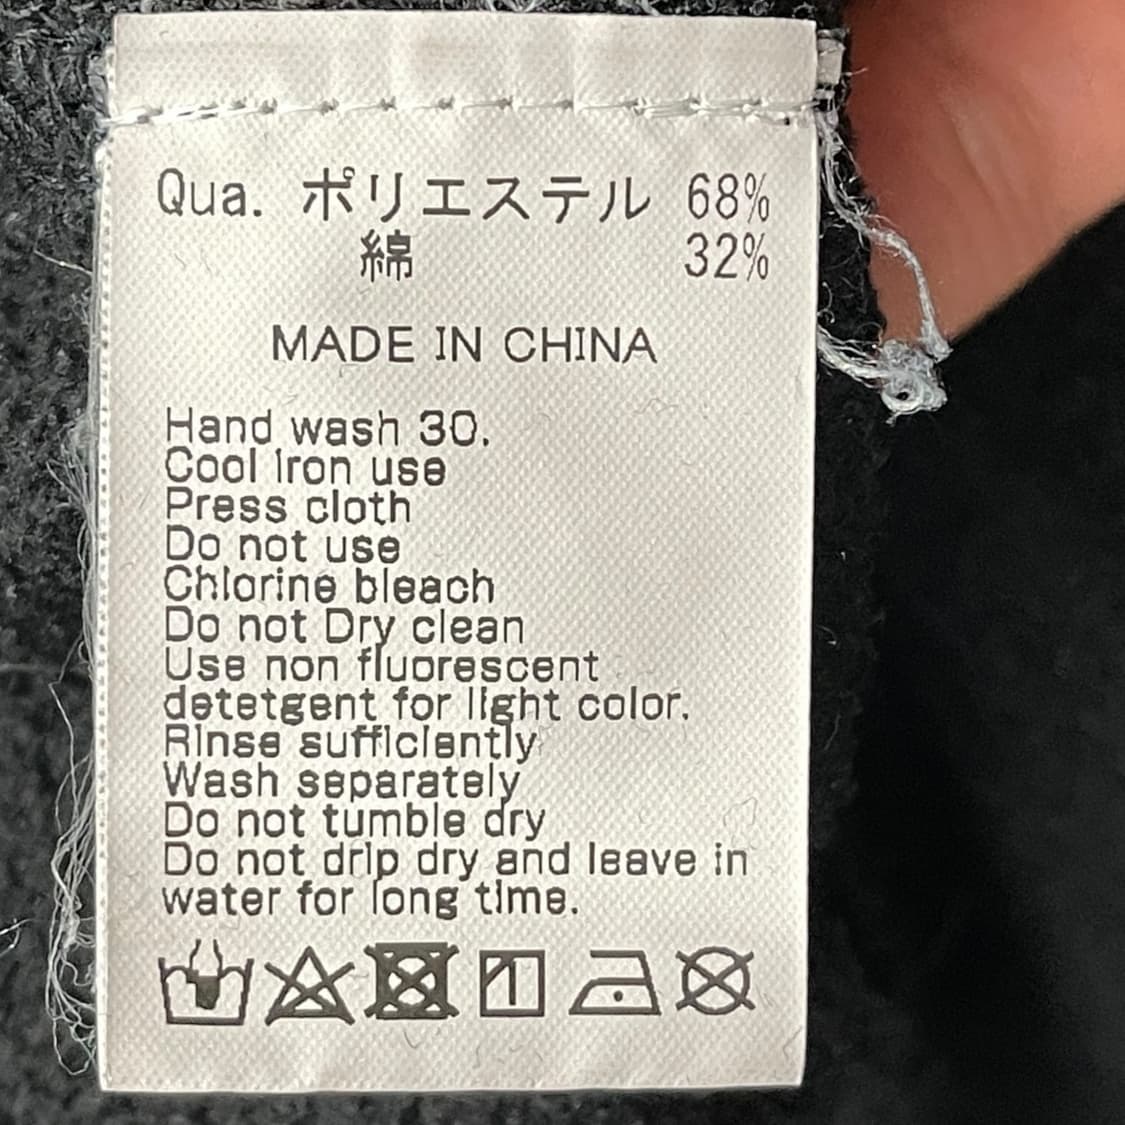 Qua. ポリエステル 68%
綿 32%
MADE IN CHINA
Hand wash 30.
Cool iron use
Press cloth
Do not use
Chlorine bleach
Do not Dry clean
Use non fluorescent
detetgent for light color.
Rinse sufficiently
Wash separately
Do not tumble dry
Do not drip dry and leave in
water for long time.